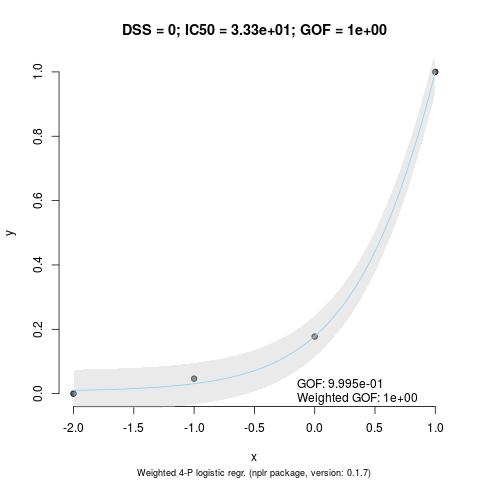 DSS = 0; IC50 = 3.33e+01; GOF = 1e+00
1.0
0.8
0.6
0.4
0.2
0.0
y
GOF: 9.995e-01
Weighted GOF: 1e+00
-2.0 -1.5 -1.0 -0.5 0.0 0.5 1.0
x
Weighted 4-P logistic regr. (nplr package, version: 0.1.7)